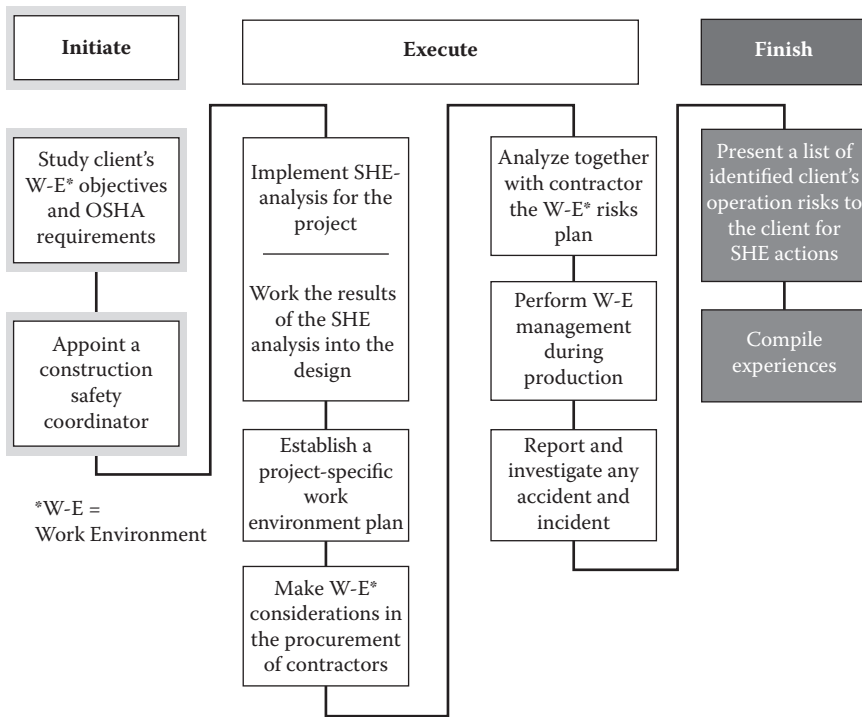 Initiate
Execute
Finish
Study client's
W-E* objectives
and OSHA
requirements
Appoint a
construction
safety
coordinator
*W-E =
Work Environment
Implement SHE-
analysis for the
project
Work the results
of the SHE
analysis into the
design
Establish a
project-specific
work
environment plan
Make W-E*
considerations in
the procurement
of contractors
Analyze together
with contractor
the W-E* risks
plan
Perform W-E
management
during
production
Report and
investigate any
accident and
incident
Present a list of
identified client's
operation risks to
the client for
SHE actions
Compile
experiences